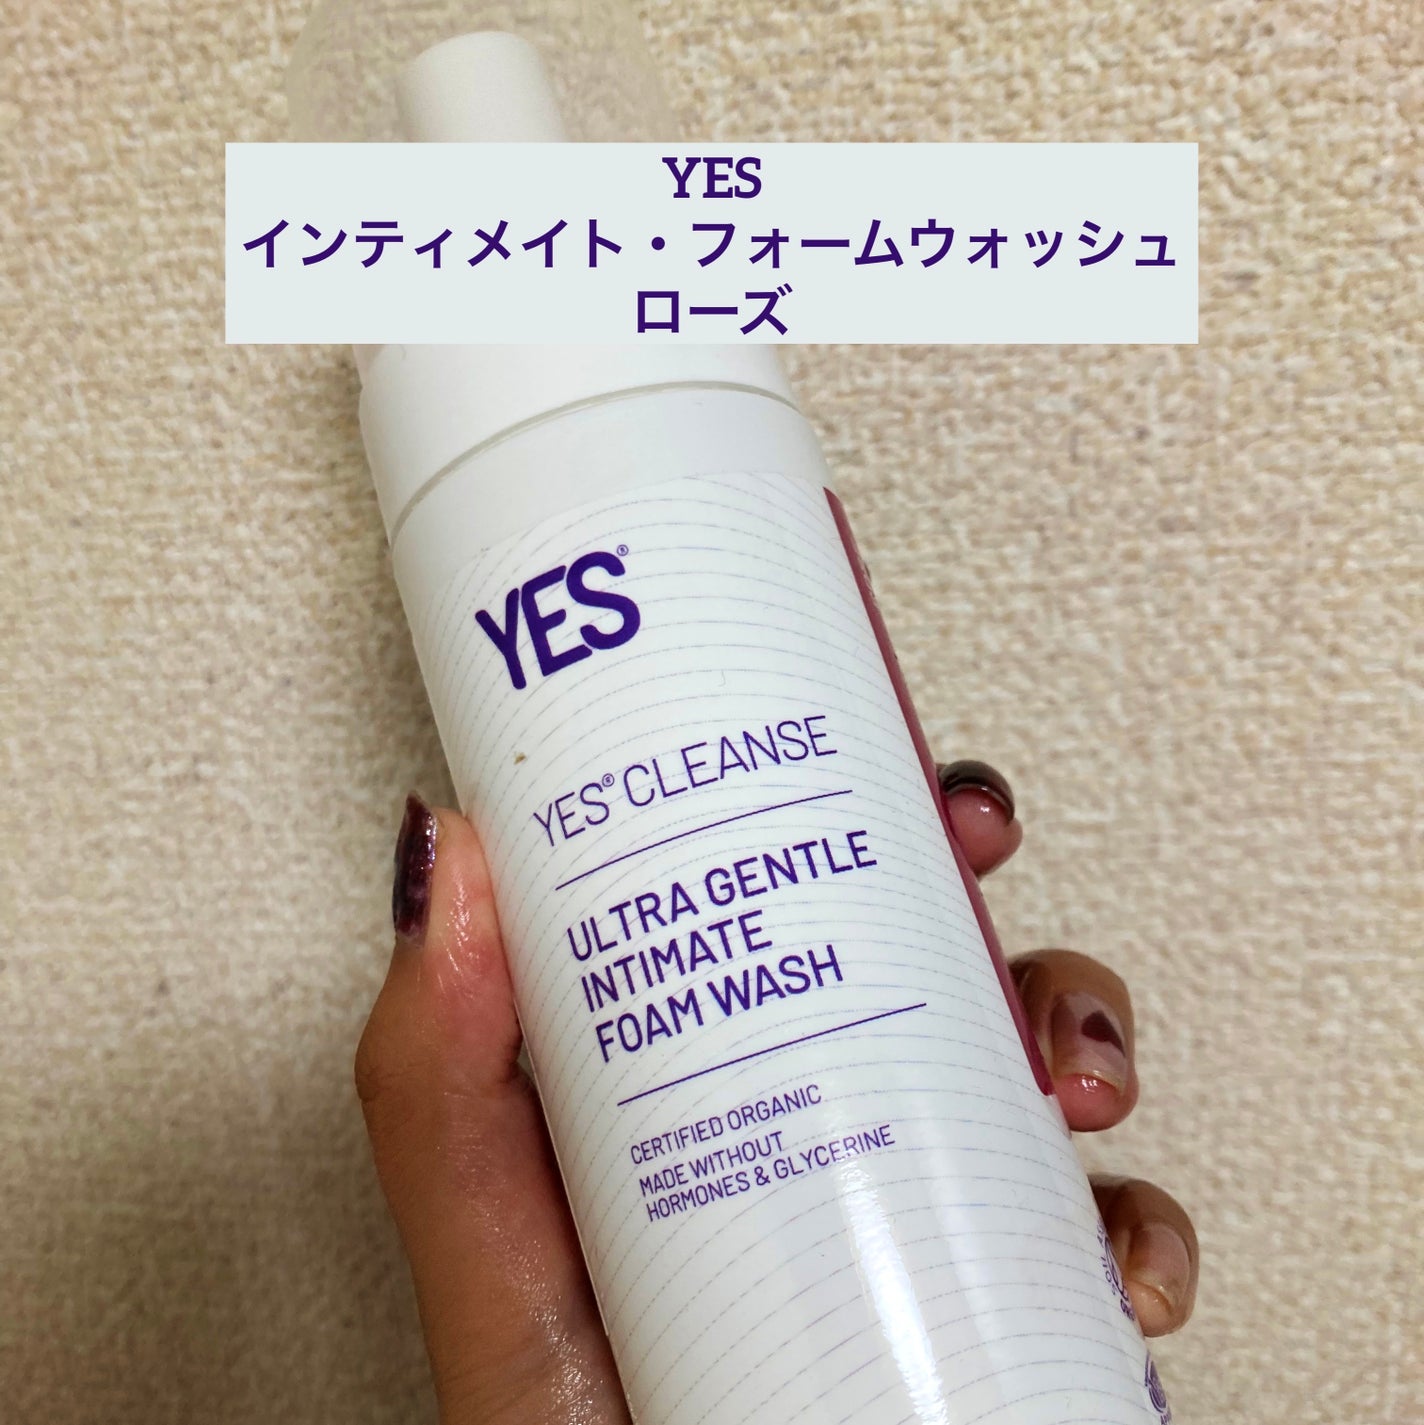 YES
インティメイト・フォームウォッシュ
ローズ
YES®
YES® CLEANSE
ULTRA GENTLE
INTIMATE
FOAM WASH
CERTIFIED ORGANIC
MADE WITHOUT
HORMONES & GLYCERINE